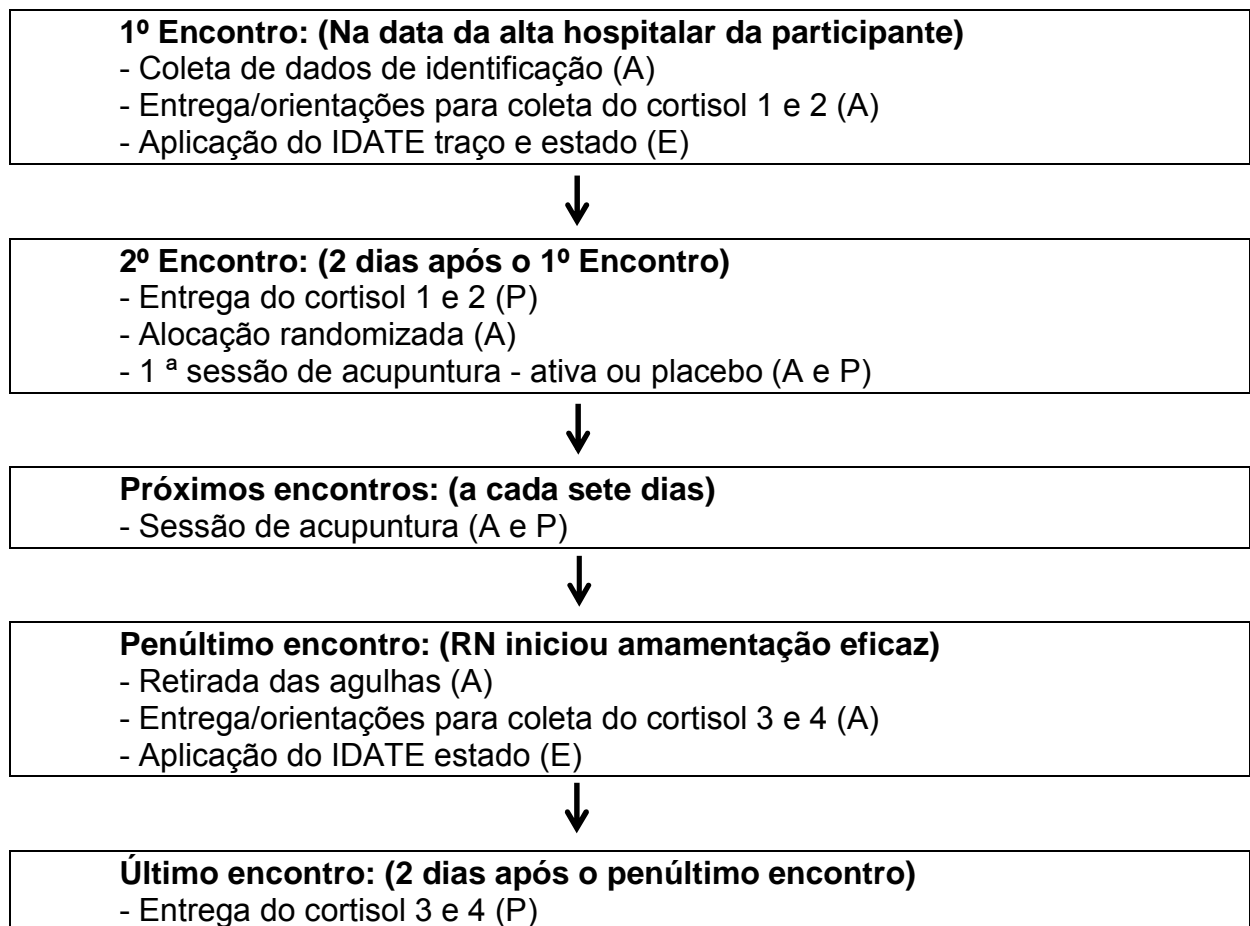 1º Encontro: (Na data da alta hospitalar da participante)
- Coleta de dados de identificação (A)
- Entrega/orientações para coleta do cortisol 1 e 2 (A)
- Aplicação do IDATE traço e estado (E)
2º Encontro: (2 dias após o 1º Encontro)
- Entrega do cortisol 1 e 2 (P)
- Alocação randomizada (A)
- 1 ª sessão de acupuntura - ativa ou placebo (A e P)
Próximos encontros: (a cada sete dias)
- Sessão de acupuntura (A e P)
Penúltimo encontro: (RN iniciou amamentação eficaz)
- Retirada das agulhas (A)
- Entrega/orientações para coleta do cortisol 3 e 4 (A)
- Aplicação do IDATE estado (E)
Último encontro: (2 dias após o penúltimo encontro)
- Entrega do cortisol 3 e 4 (P)